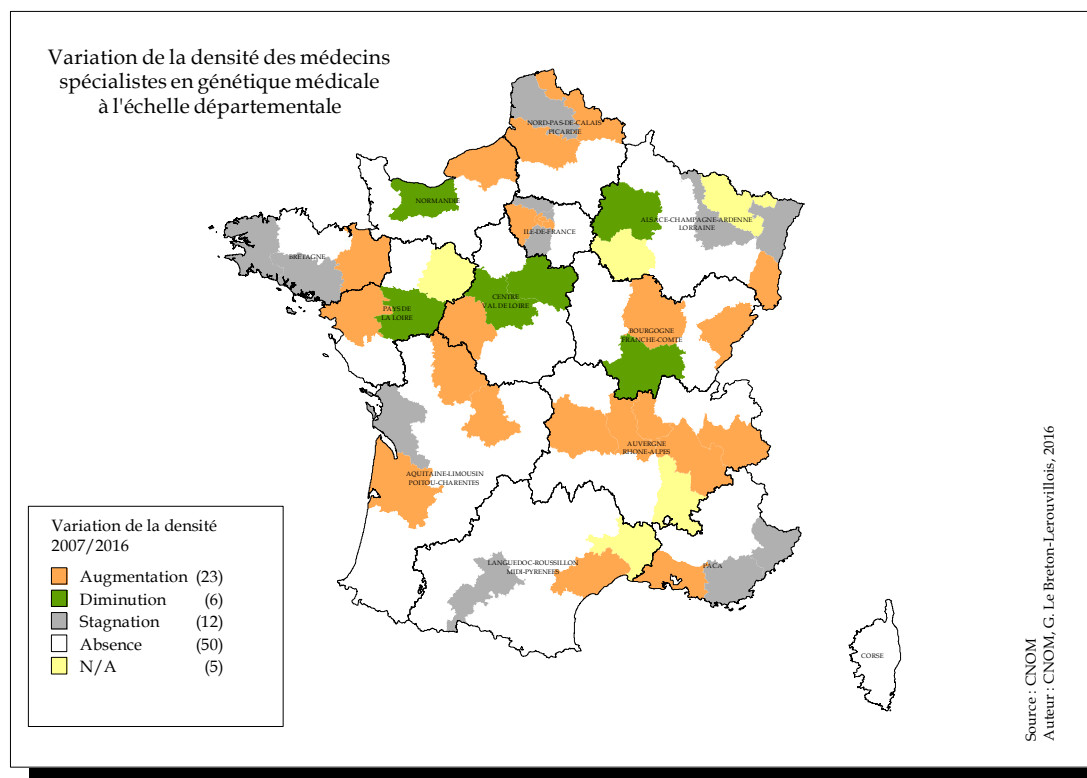 Variation de la densité des médecins
spécialistes en génétique médicale
à l'échelle départementale
NORD-PAS-DE-CALAIS
PICARDIE
NORMANDIE
ILE-DE-FRANCE
ALSACE-CHAMPAGNE-ARDENNE
LORRAINE
BRETAGNE
PAYS DE
LA LOIRE
CENTRE
VAL DE LOIRE
BOURGOGNE
FRANCHE-COMTE
AUVERGNE
RHONE-ALPES
AQUITAINE-LIMOUSIN
POITOU-CHARENTES
LANGUEDOC-ROUSSILLON
MIDI-PYRENEES
PACA
CORSE
Variation de la densité
2007/2016
Augmentation (23)
Diminution (6)
Stagnation (12)
Absence (50)
N/A (5)
Source : CNOM
Auteur : CNOM, G. Le Breton-Lerouvillois, 2016